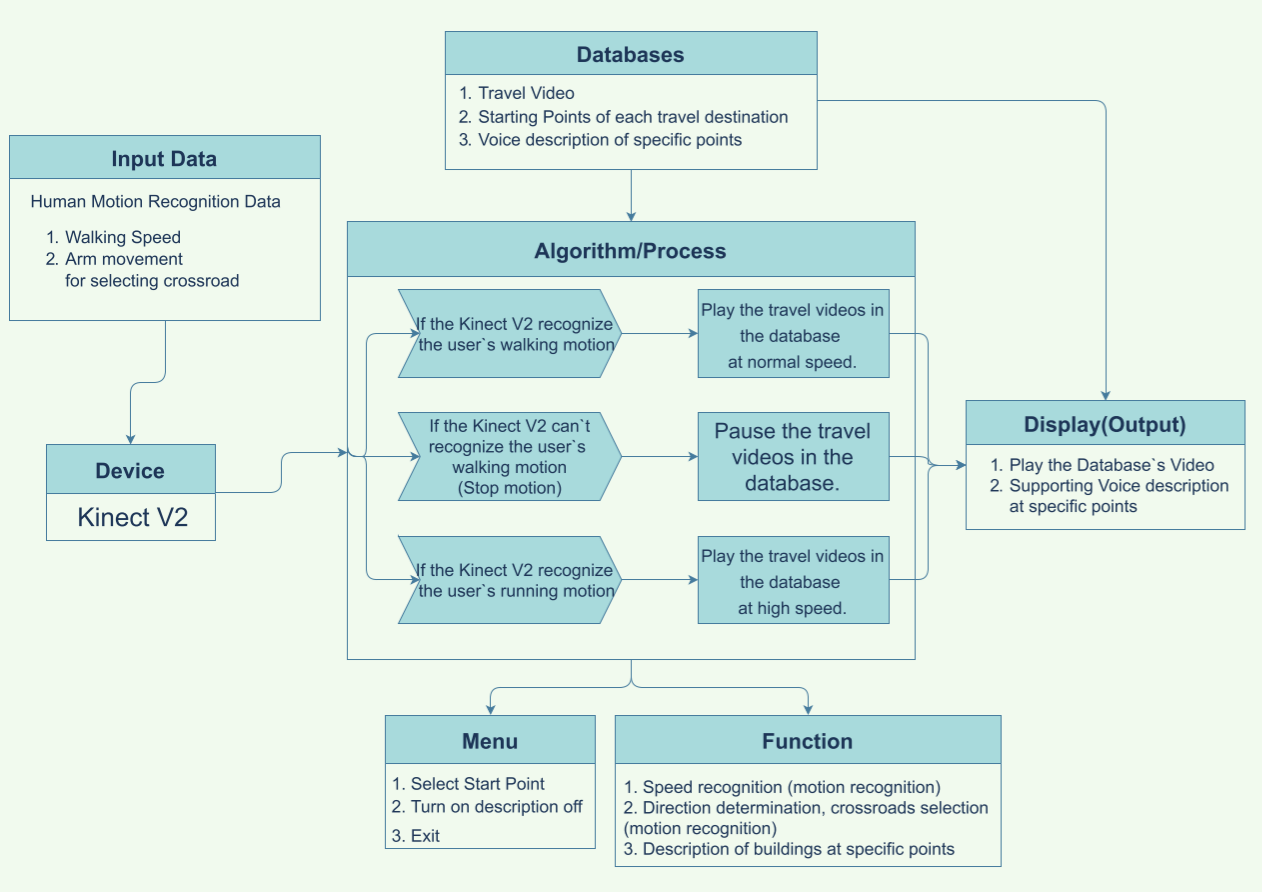 Databases
1. Travel Video
2. Starting Points of each travel destination
3. Voice description of specific points
Input Data
Human Motion Recognition Data
1. Walking Speed
2. Arm movement
for selecting crossroad
Device
Kinect V2
Algorithm/Process
If the Kinect V2 recognize
the user`s walking motion
Play the travel videos in
the database
at normal speed.
If the Kinect V2 can`t
recognize the user`s
walking motion
(Stop motion)
Pause the travel
videos in the
database.
If the Kinect V2 recognize
the user`s running motion
Play the travel videos in
the database
at high speed.
Display(Output)
1. Play the Database`s Video
2. Supporting Voice description
at specific points
Menu
1. Select Start Point
2. Turn on description off
3. Exit
Function
1. Speed recognition (motion recognition)
2. Direction determination, crossroads selection
(motion recognition)
3. Description of buildings at specific points